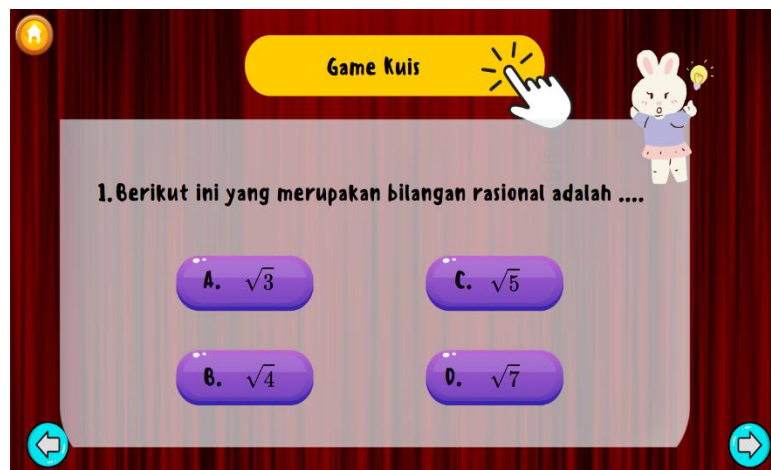 Game Kuis
1. Berikut ini yang merupakan bilangan rasional adalah ....
A. √3
C. √5
B. √4
D. √7